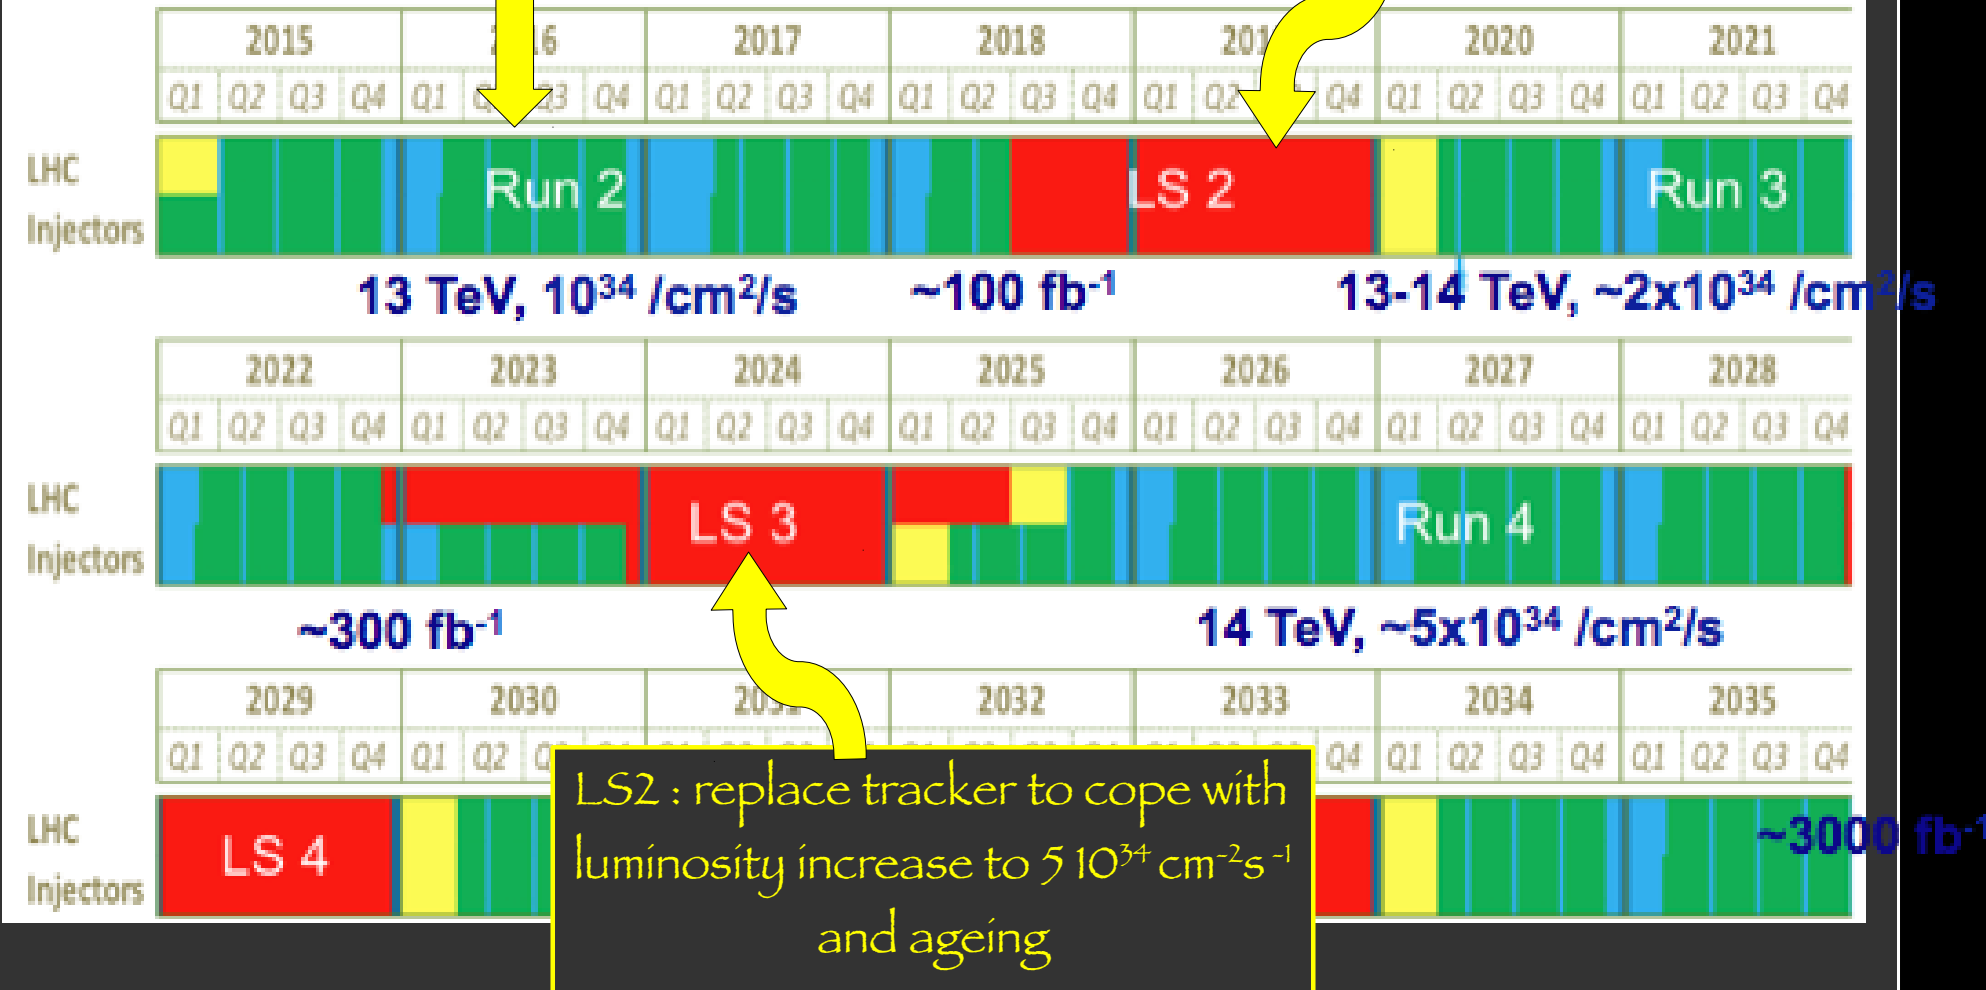 2015 2017 2018 2020 2021
Q1 Q2 Q3 Q4 Q1 Q4 Q1 Q2 Q3 Q4 Q1 Q2 Q3 Q4 Q1 Q2 Q4 Q1 Q2 Q3 Q4 Q1 Q2 Q3 Q4
LHC
Run 2 LS 2 Run 3
Injectors
13 TeV, 10³⁴ /cm²/s ~100 fb⁻¹ 13-14 TeV, ~2x10³⁴ /cm²/s
2022 2023 2024 2025 2026 2027 2028
Q1 Q2 Q3 Q4 Q1 Q2 Q3 Q4 Q1 Q2 Q3 Q4 Q1 Q2 Q3 Q4 Q1 Q2 Q3 Q4 Q1 Q2 Q3 Q4 Q1 Q2 Q3 Q4
LHC
LS 3 Run 4
Injectors
~300 fb⁻¹ 14 TeV, ~5x10³⁴ /cm²/s
2029 2030 2032 2033 2034 2035
Q1 Q2 Q3 Q4 Q1 Q2 Q4 Q1 Q2 Q3 Q4 Q1 Q2 Q3 Q4
LHC
LS 4 ~3000 fb⁻¹
Injectors
LS2 : replace tracker to cope with
luminosity increase to 5 10³⁴ cm⁻²s⁻¹
and ageing